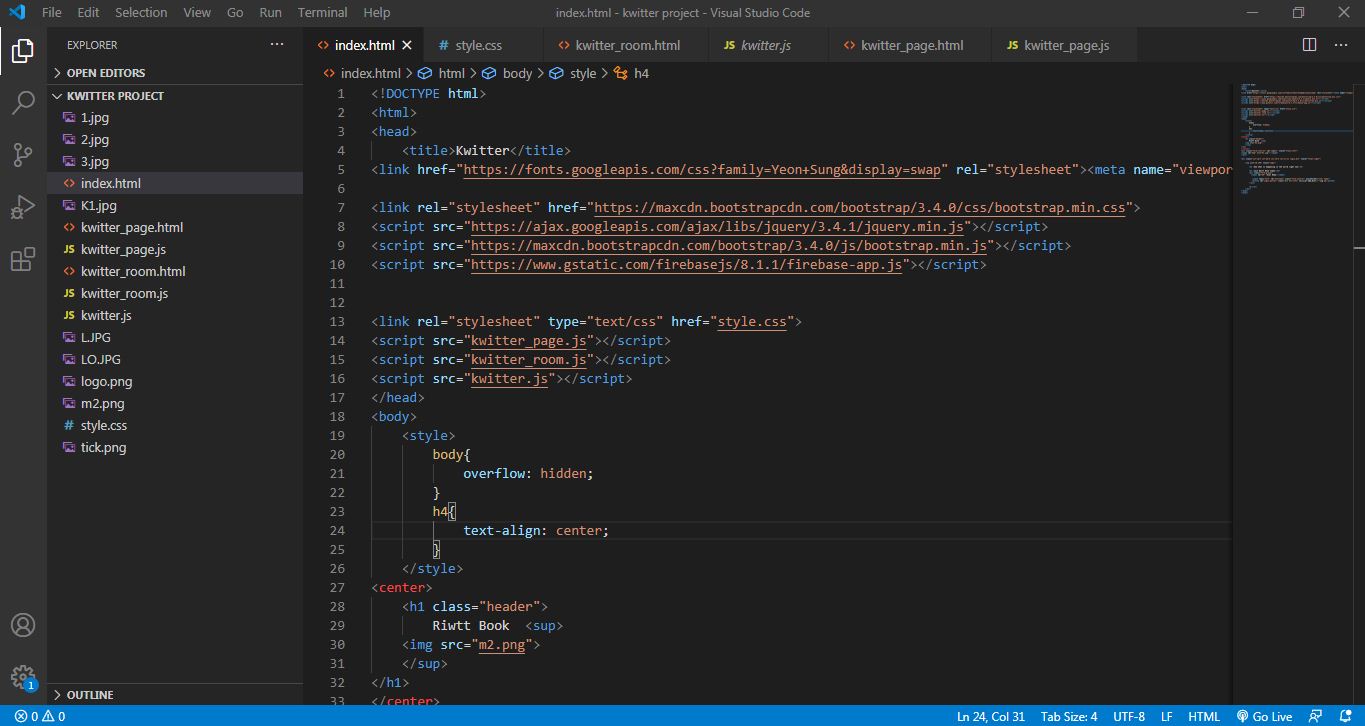 File Edit Selection View Go Run Terminal Help
index.html - kwitter project - Visual Studio Code
EXPLORER
OPEN EDITORS
KWITTER PROJECT
1.jpg
2.jpg
3.jpg
index.html
K1.jpg
kwitter_page.html
kwitter_page.js
kwitter_room.html
kwitter_room.js
kwitter.js
L.JPG
LO.JPG
logo.png
m2.png
style.css
tick.png
OUTLINE
index.html style.css kwitter_room.html kwitter.js kwitter_page.html kwitter_page.js
index.html > html > body > style > h4
1 <!DOCTYPE html>
2 <html>
3 <head>
4 <title>Kwitter</title>
5 <link href="https://fonts.googleapis.com/css?family=Yeon+Sung&display=swap" rel="stylesheet"><meta name="viewpor
6
7 <link rel="stylesheet" href="https://maxcdn.bootstrapcdn.com/bootstrap/3.4.0/css/bootstrap.min.css">
8 <script src="https://ajax.googleapis.com/ajax/libs/jquery/3.4.1/jquery.min.js"></script>
9 <script src="https://maxcdn.bootstrapcdn.com/bootstrap/3.4.0/js/bootstrap.min.js"></script>
10 <script src="https://www.gstatic.com/firebasejs/8.1.1/firebase-app.js"></script>
11
12
13 <link rel="stylesheet" type="text/css" href="style.css">
14 <script src="kwitter_page.js"></script>
15 <script src="kwitter_room.js"></script>
16 <script src="kwitter.js"></script>
17 </head>
18 <body>
19 <style>
20 body{
21 overflow: hidden;
22 }
23 h4{
24 text-align: center;
25 }
26 </style>
27 <center>
28 <h1 class="header">
29 Riwtt Book <sup>
30 <img src="m2.png">
31 </sup>
32 </h1>
33 </center>
1
0 0
Ln 24, Col 31 Tab Size: 4 UTF-8 LF HTML Go Live